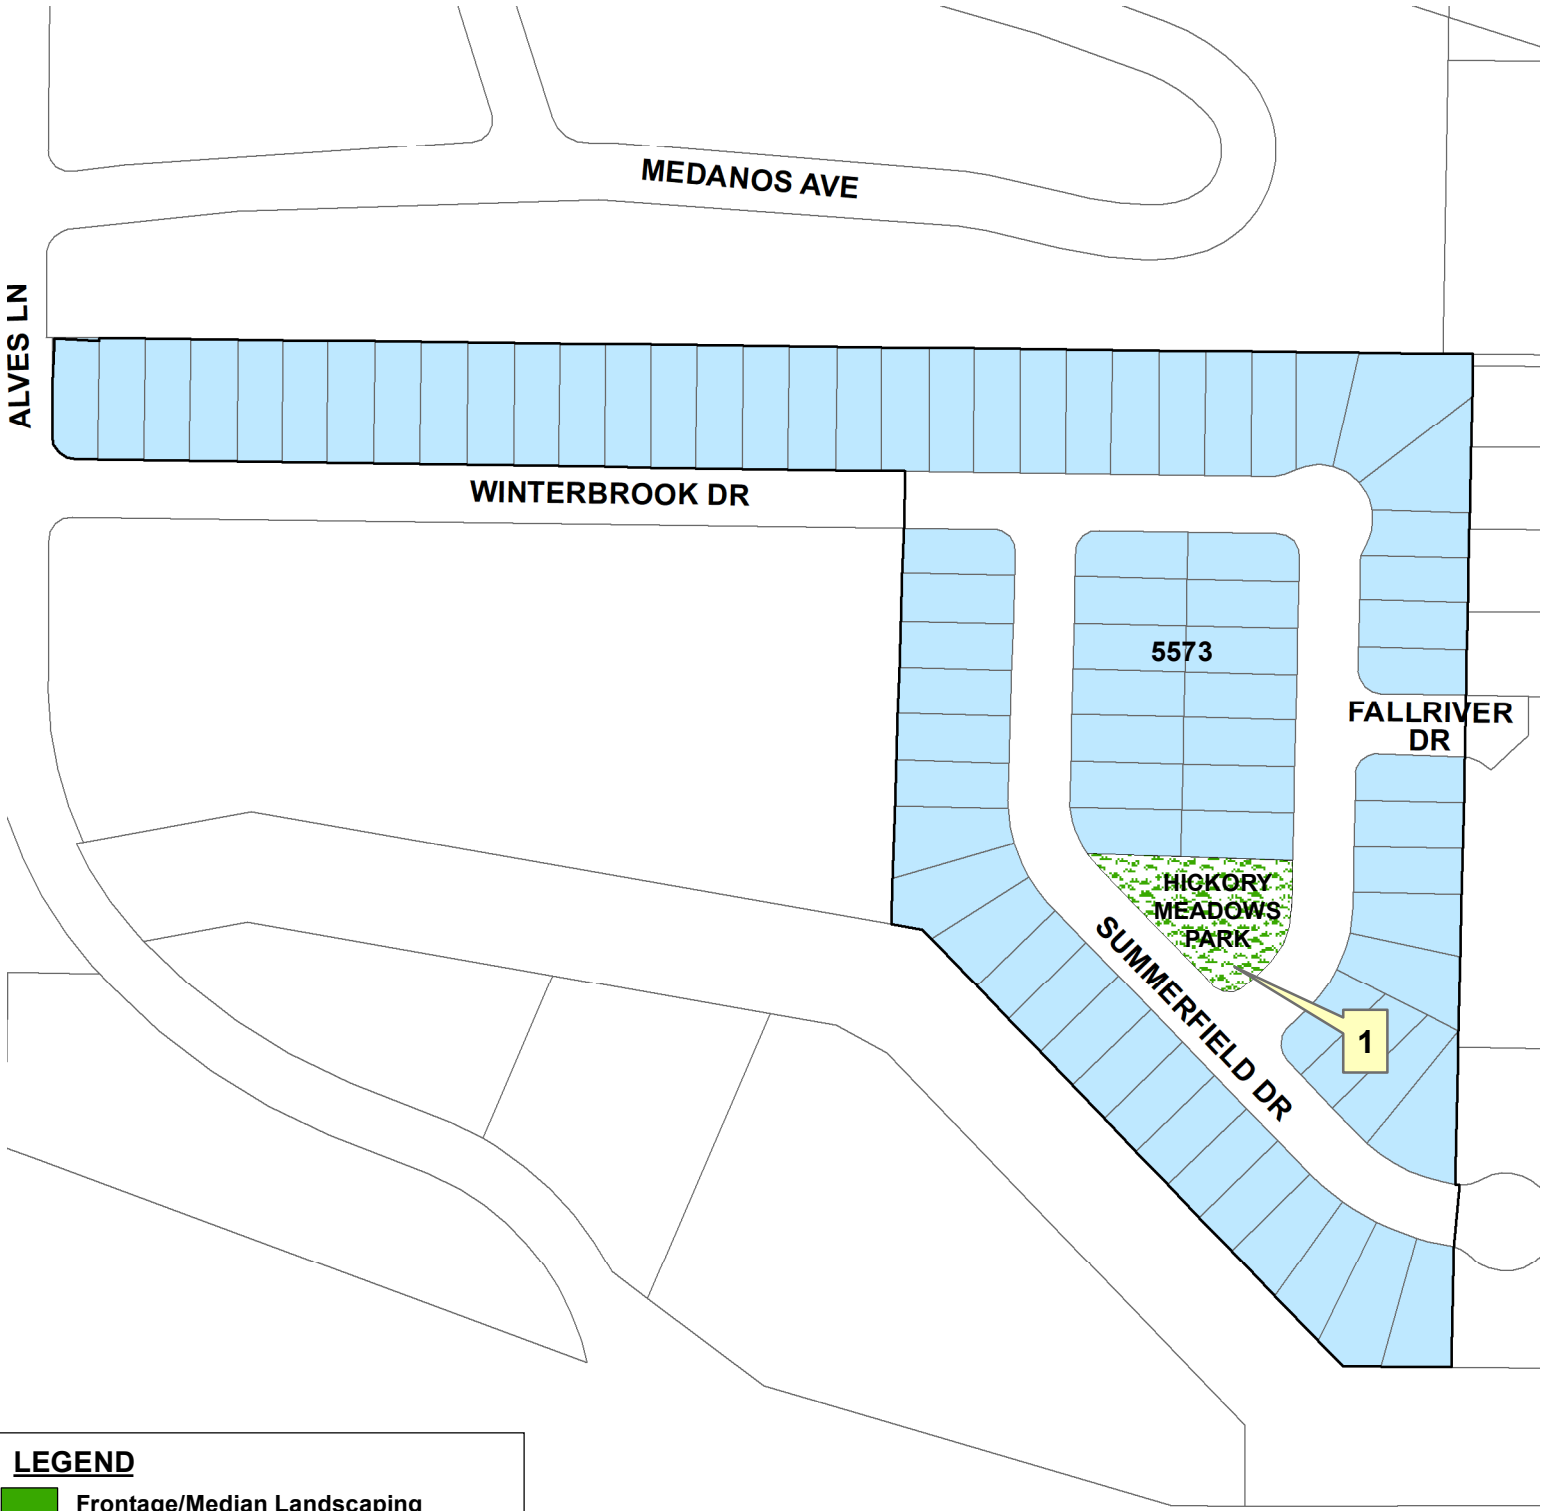 MEDANOS AVE
ALVES LN
WINTERBROOK DR
5573
FALLRIVER
DR
HICKORY
MEADOWS
PARK
SUMMERFIELD DR
1
LEGEND
Frontage/Median Landscaping